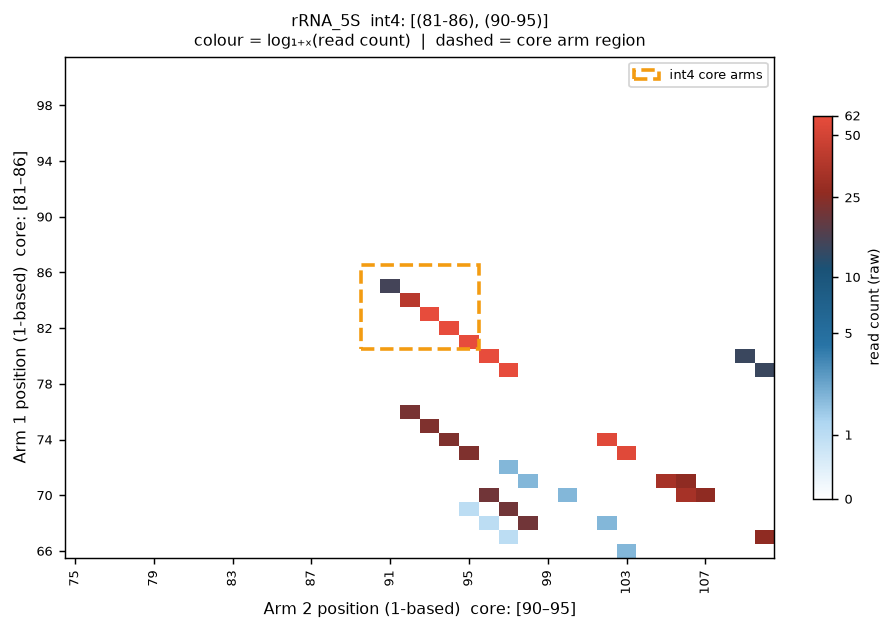 rRNA_5S  int4: [(81-86), (90-95)]
colour = log₁₊ₓ(read count)  |  dashed = core arm region
int4 core arms
Arm 1 position (1-based)  core: [81–86]
98
94
90
86
82
78
74
70
66
75 79 83 87 91 95 99 103 107
Arm 2 position (1-based)  core: [90–95]
62
50
25
10
5
1
0
read count (raw)